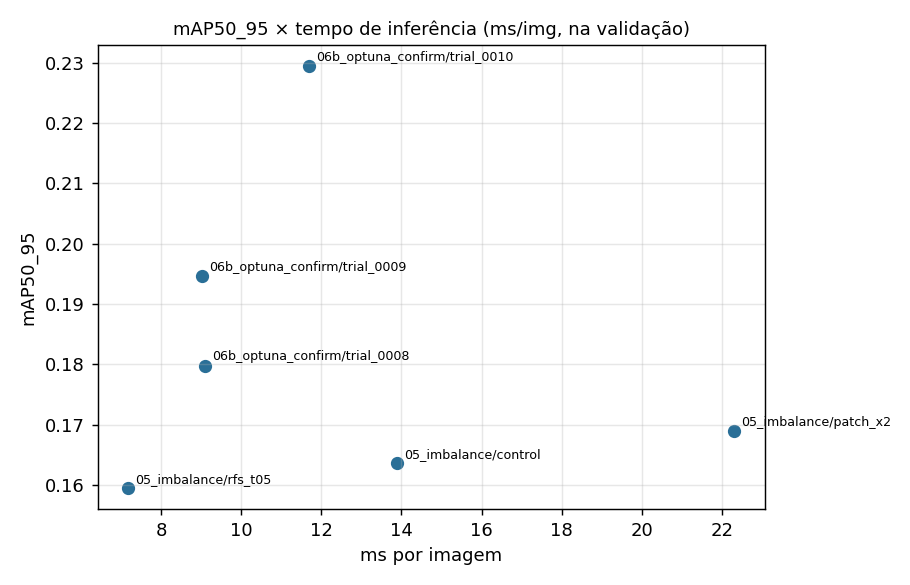 mAP50_95 × tempo de inferência (ms/img, na validação)
0.23
06b_optuna_confirm/trial_0010
0.22
0.21
0.20
06b_optuna_confirm/trial_0009
0.19
06b_optuna_confirm/trial_0008
0.18
0.17
05_imbalance/patch_x2
05_imbalance/control
0.16
05_imbalance/rfs_t05
mAP50_95
8 10 12 14 16 18 20 22
ms por imagem